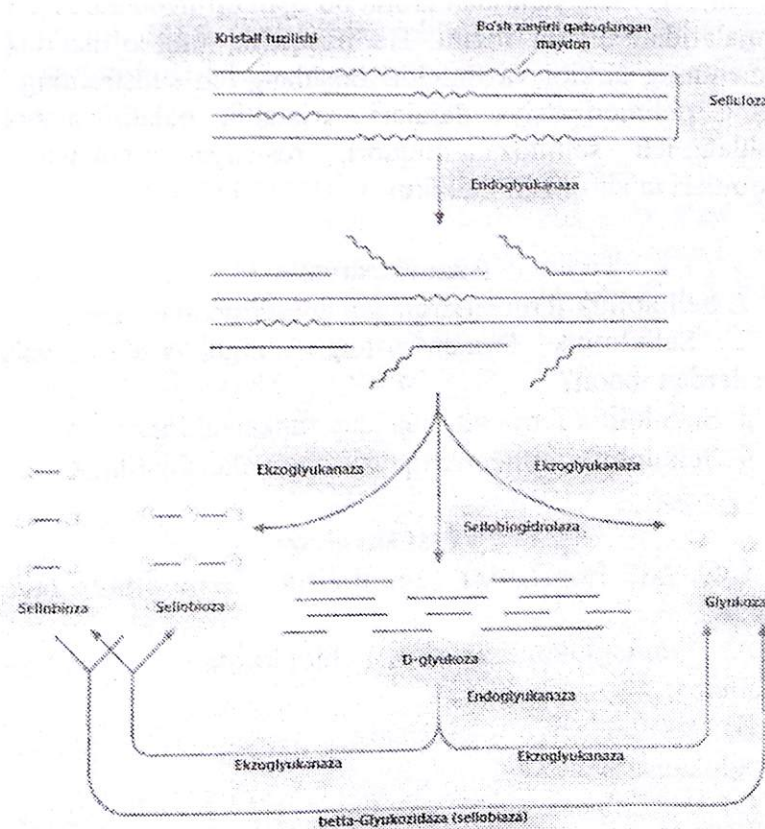 Kristall tuzilishi
Bo'sh zanjirli qadoqlangan
maydon
Selluloza
Endoglyukanaza
Ekzoglyukanaza
Ekzoglyukanaza
Sellobiogidrolaza
Sellobioza
Sellobioza
Glyukoza
D-glyukoza
Endoglyukanaza
Ekzoglyukanaza
Ekzoglyukanaza
betta-Glyukozidaza (sellobiaza)